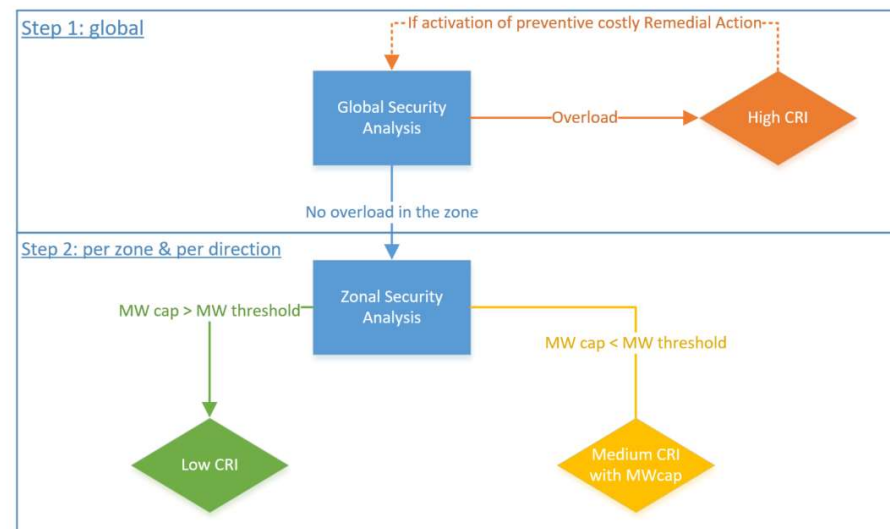 Step 1: global
If activation of preventive costly Remedial Action
Global Security
Analysis
Overload
High CRI
No overload in the zone
Step 2: per zone & per direction
Zonal Security
Analysis
MW cap > MW threshold
MW cap < MW threshold
Low CRI
Medium CRI
with MWcap